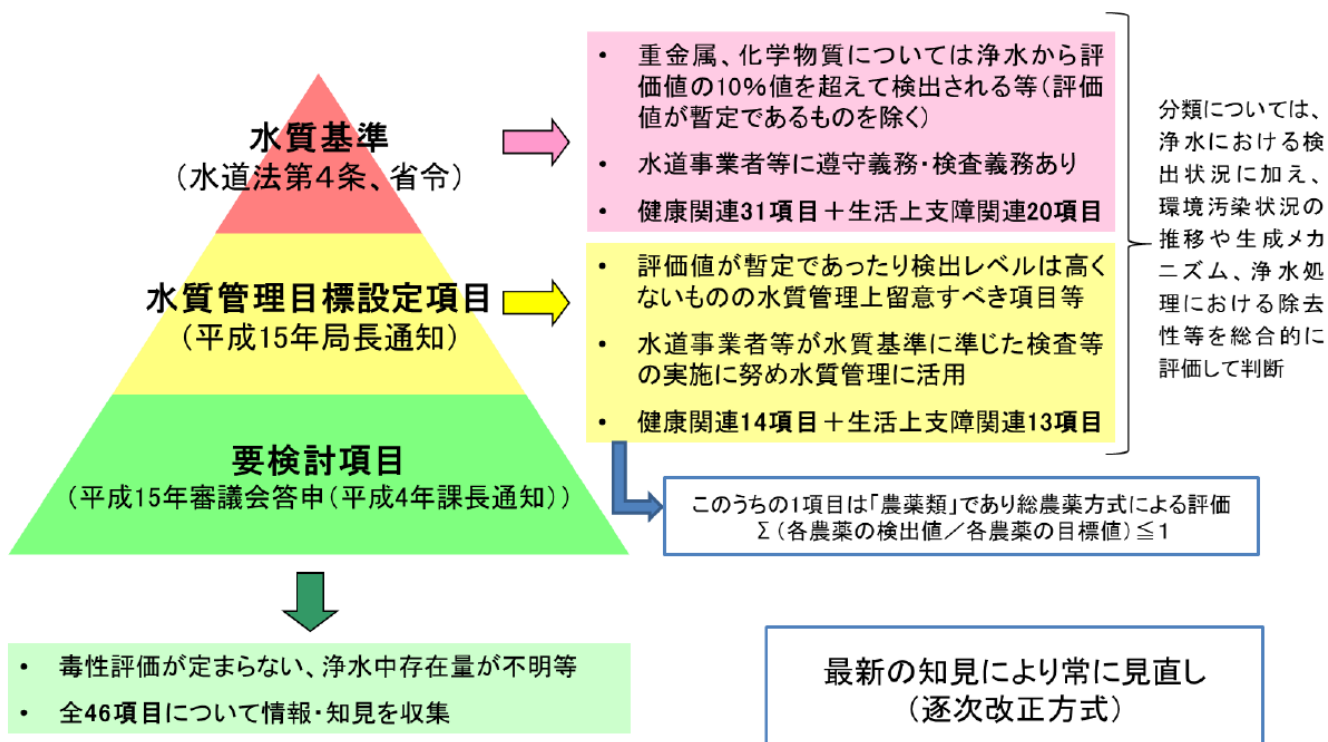 水質基準
（水道法第４条、省令）
• 重金属、化学物質については浄水から評
価値の10％値を超えて検出される等（評価
値が暫定であるものを除く）
• 水道事業者等に遵守義務・検査義務あり
• 健康関連31項目＋生活上支障関連20項目
水質管理目標設定項目
（平成15年局長通知）
• 評価値が暫定であったり検出レベルは高く
ないものの水質管理上留意すべき項目等
• 水道事業者等が水質基準に準じた検査等
の実施に努め水質管理に活用
• 健康関連14項目＋生活上支障関連13項目
分類については、
浄水における検
出状況に加え、
環境汚染状況の
推移や生成メカ
ニズム、浄水処
理における除去
性等を総合的に
評価して判断
要検討項目
（平成15年審議会答申（平成4年課長通知））
このうちの1項目は「農薬類」であり総農薬方式による評価
Σ（各農薬の検出値／各農薬の目標値）≦１
• 毒性評価が定まらない、浄水中存在量が不明等
• 全46項目について情報・知見を収集
最新の知見により常に見直し
（逐次改正方式）